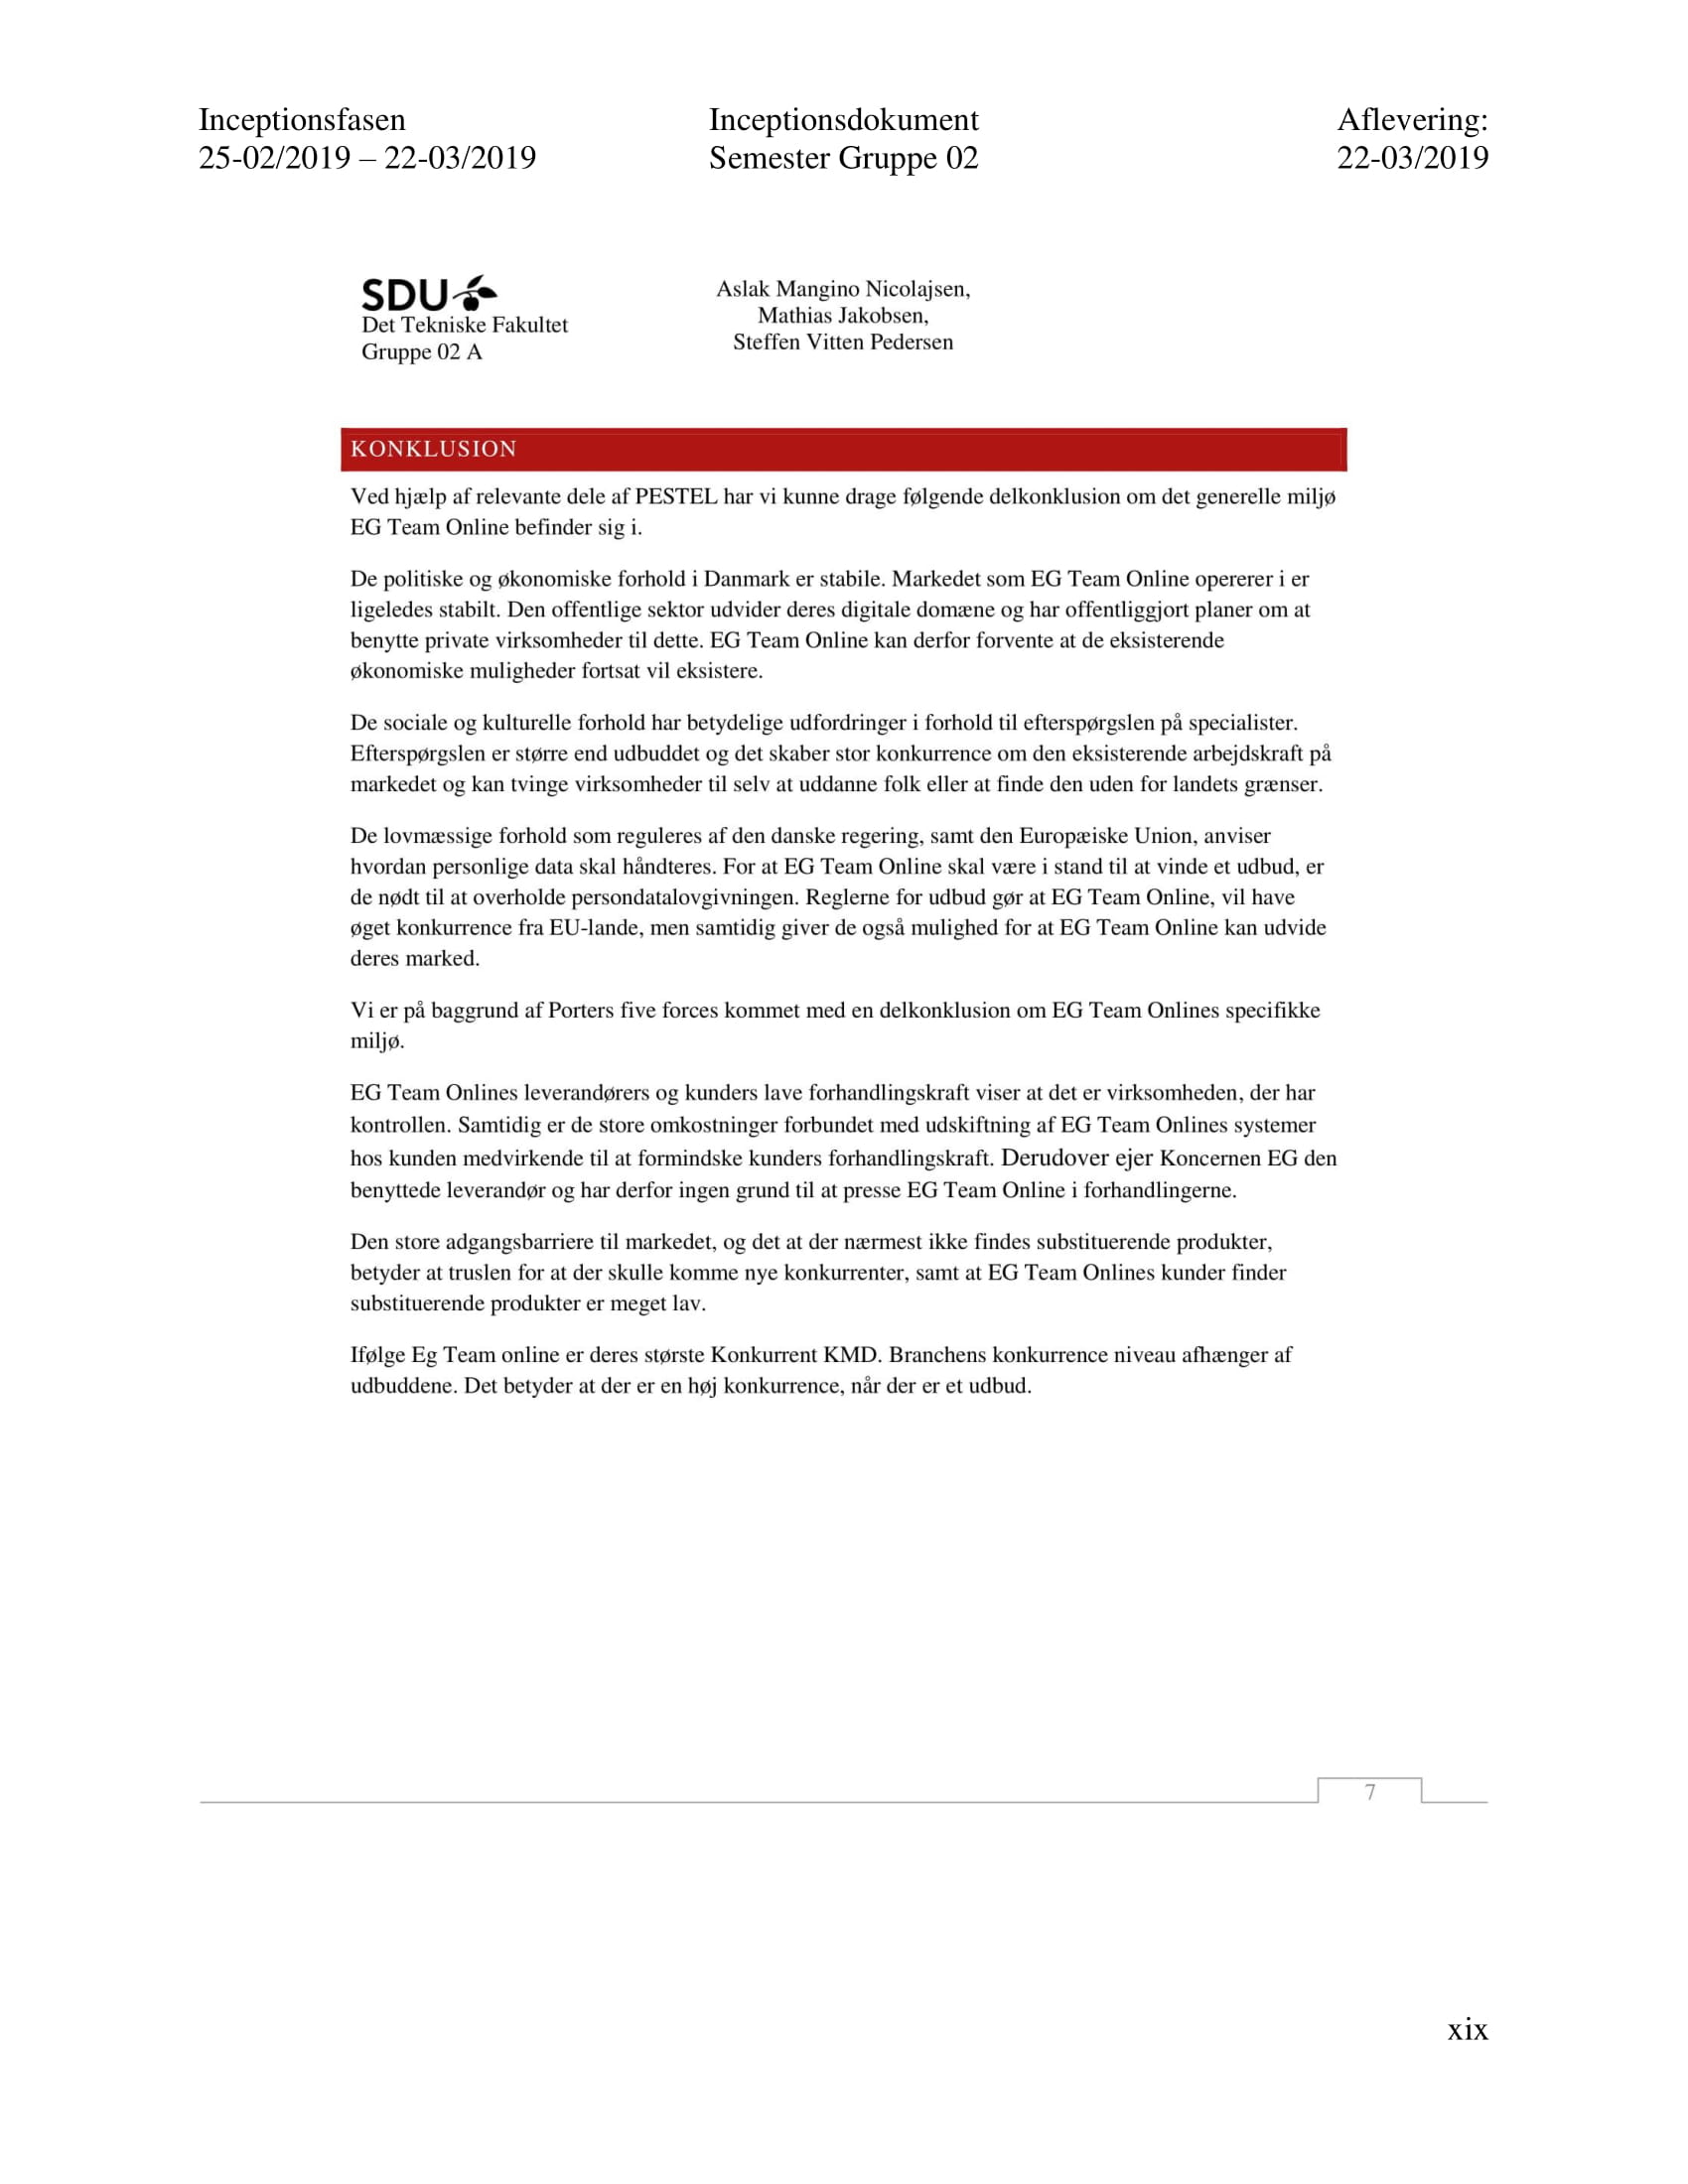 Inceptionsfasen
25-02/2019 – 22-03/2019
Inceptionsdokument
Semester Gruppe 02
Aflevering:
22-03/2019
SDU
Det Tekniske Fakultet
Gruppe 02 A
Aslak Mangino Nicolajsen,
Mathias Jakobsen,
Steffen Vitten Pedersen
KONKLUSION
Ved hjælp af relevante dele af PESTEL har vi kunne drage følgende delkonklusion om det generelle miljø
EG Team Online befinder sig i.
De politiske og økonomiske forhold i Danmark er stabile. Markedet som EG Team Online opererer i er
ligeledes stabilt. Den offentlige sektor udvider deres digitale domæne og har offentliggjort planer om at
benytte private virksomheder til dette. EG Team Online kan derfor forvente at de eksisterende
økonomiske muligheder fortsat vil eksistere.
De sociale og kulturelle forhold har betydelige udfordringer i forhold til efterspørgslen på specialister.
Efterspørgslen er større end udbuddet og det skaber stor konkurrence om den eksisterende arbejdskraft på
markedet og kan tvinge virksomheder til selv at uddanne folk eller at finde den uden for landets grænser.
De lovmæssige forhold som reguleres af den danske regering, samt den Europæiske Union, anviser
hvordan personlige data skal håndteres. For at EG Team Online skal være i stand til at vinde et udbud, er
de nødt til at overholde persondatalovgivningen. Reglerne for udbud gør at EG Team Online, vil have
øget konkurrence fra EU-lande, men samtidig giver de også mulighed for at EG Team Online kan udvide
deres marked.
Vi er på baggrund af Porters five forces kommet med en delkonklusion om EG Team Onlines specifikke
miljø.
EG Team Onlines leverandørers og kunders lave forhandlingskraft viser at det er virksomheden, der har
kontrollen. Samtidig er de store omkostninger forbundet med udskiftning af EG Team Onlines systemer
hos kunden medvirkende til at formindske kunders forhandlingskraft. Derudover ejer Koncernen EG den
benyttede leverandør og har derfor ingen grund til at presse EG Team Online i forhandlingerne.
Den store adgangsbarriere til markedet, og det at der nærmest ikke findes substituerende produkter,
betyder at truslen for at der skulle komme nye konkurrenter, samt at EG Team Onlines kunder finder
substituerende produkter er meget lav.
Ifølge Eg Team online er deres største Konkurrent KMD. Branchens konkurrence niveau afhænger af
udbuddene. Det betyder at der er en høj konkurrence, når der er et udbud.
7
xix